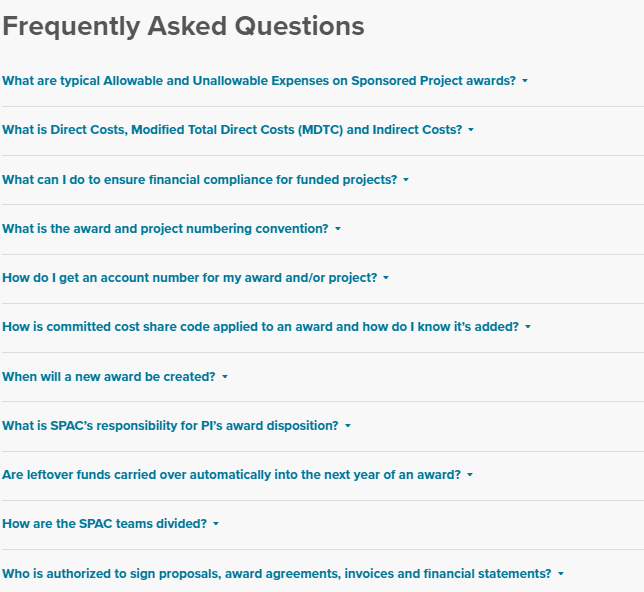 Frequently Asked Questions
What are typical Allowable and Unallowable Expenses on Sponsored Project awards?
What is Direct Costs, Modified Total Direct Costs (MDTC) and Indirect Costs?
What can I do to ensure financial compliance for funded projects?
What is the award and project numbering convention?
How do I get an account number for my award and/or project?
How is committed cost share code applied to an award and how do I know it’s added?
When will a new award be created?
What is SPAC’s responsibility for PI’s award disposition?
Are leftover funds carried over automatically into the next year of an award?
How are the SPAC teams divided?
Who is authorized to sign proposals, award agreements, invoices and financial statements?